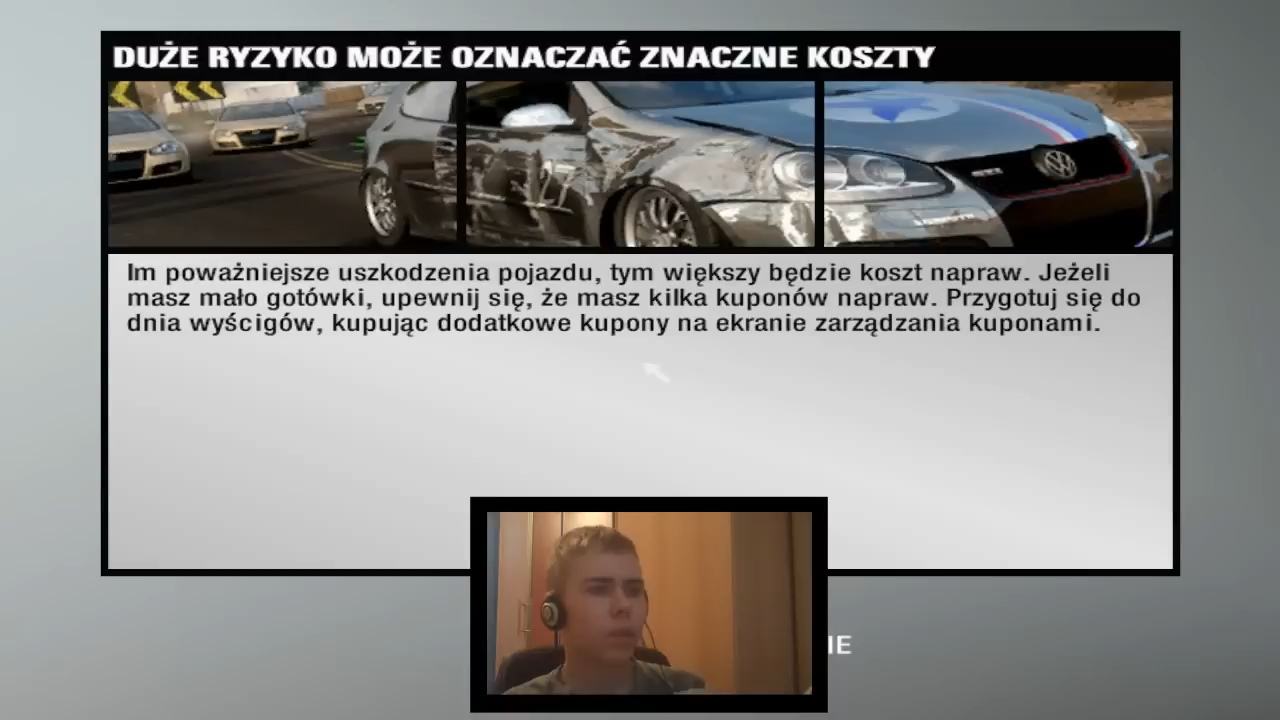 DUŻE RYZYKO MOŻE OZNACZAĆ ZNACZNE KOSZTY
Im poważniejsze uszkodzenia pojazdu, tym większy będzie koszt napraw. Jeżeli
masz mało gotówki, upewnij się, że masz kilka kuponów napraw. Przygotuj się do
dnia wyścigów, kupując dodatkowe kupony na ekranie zarządzania kuponami.